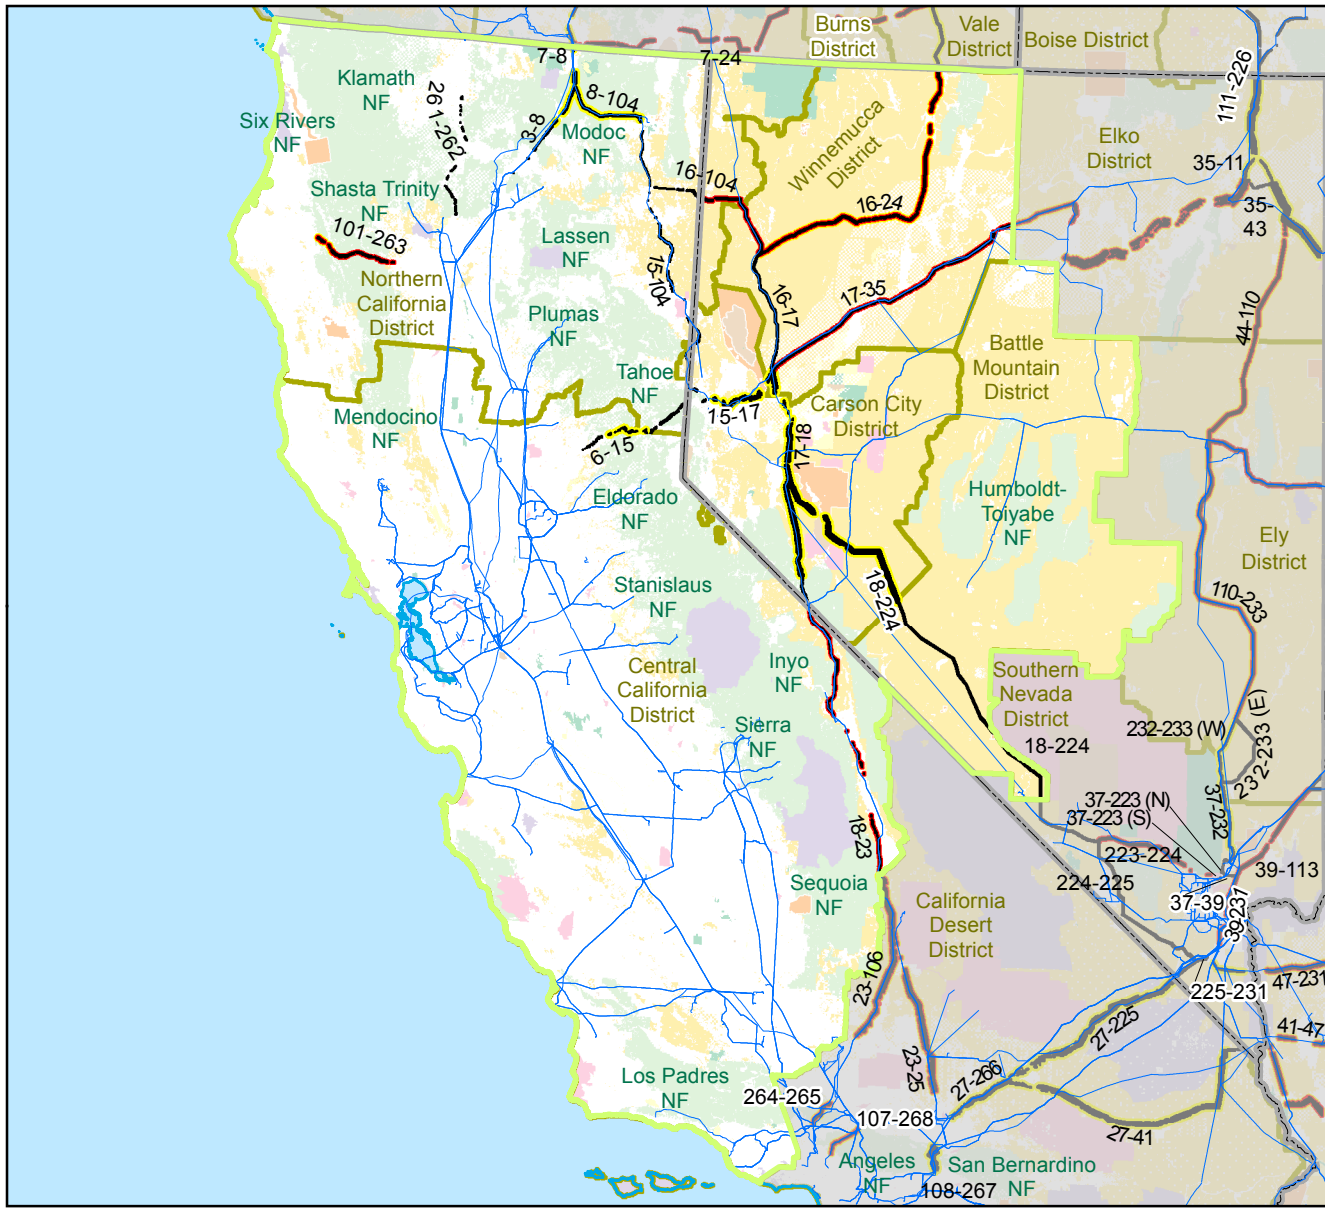 Burns
District
Vale
District
Boise District
7-8
7-24
111-226
Klamath
NF
261-262
8-104
3-8
Six Rivers
NF
Modoc
NF
Winnemucca
District
Elko
District
35-11
16-104
Shasta Trinity
NF
16-24
35-
43
101-263
Lassen
NF
15-104
Northern
California
District
16-17
17-35
44-110
Plumas
NF
Battle
Mountain
District
Tahoe
NF
Mendocino
NF
15-17
Carson City
District
6-15
17-18
Eldorado
NF
Humboldt-
Toiyabe
NF
Ely
District
Stanislaus
NF
18-224
110-233
Central
California
District
Inyo
NF
Southern
Nevada
District
Sierra
NF
232-233 (W)
232-233 (E)
18-224
37-223 (N)
37-223 (S)
37-232
18-23
223-224
39-113
224-225
Sequoia
NF
37-39
39-231
California
Desert
District
23-106
47-231
225-231
27-225
41-47
23-25
27-266
Los Padres
NF
264-265
107-268
27-41
Angeles
NF
San Bernardino
NF
108-267